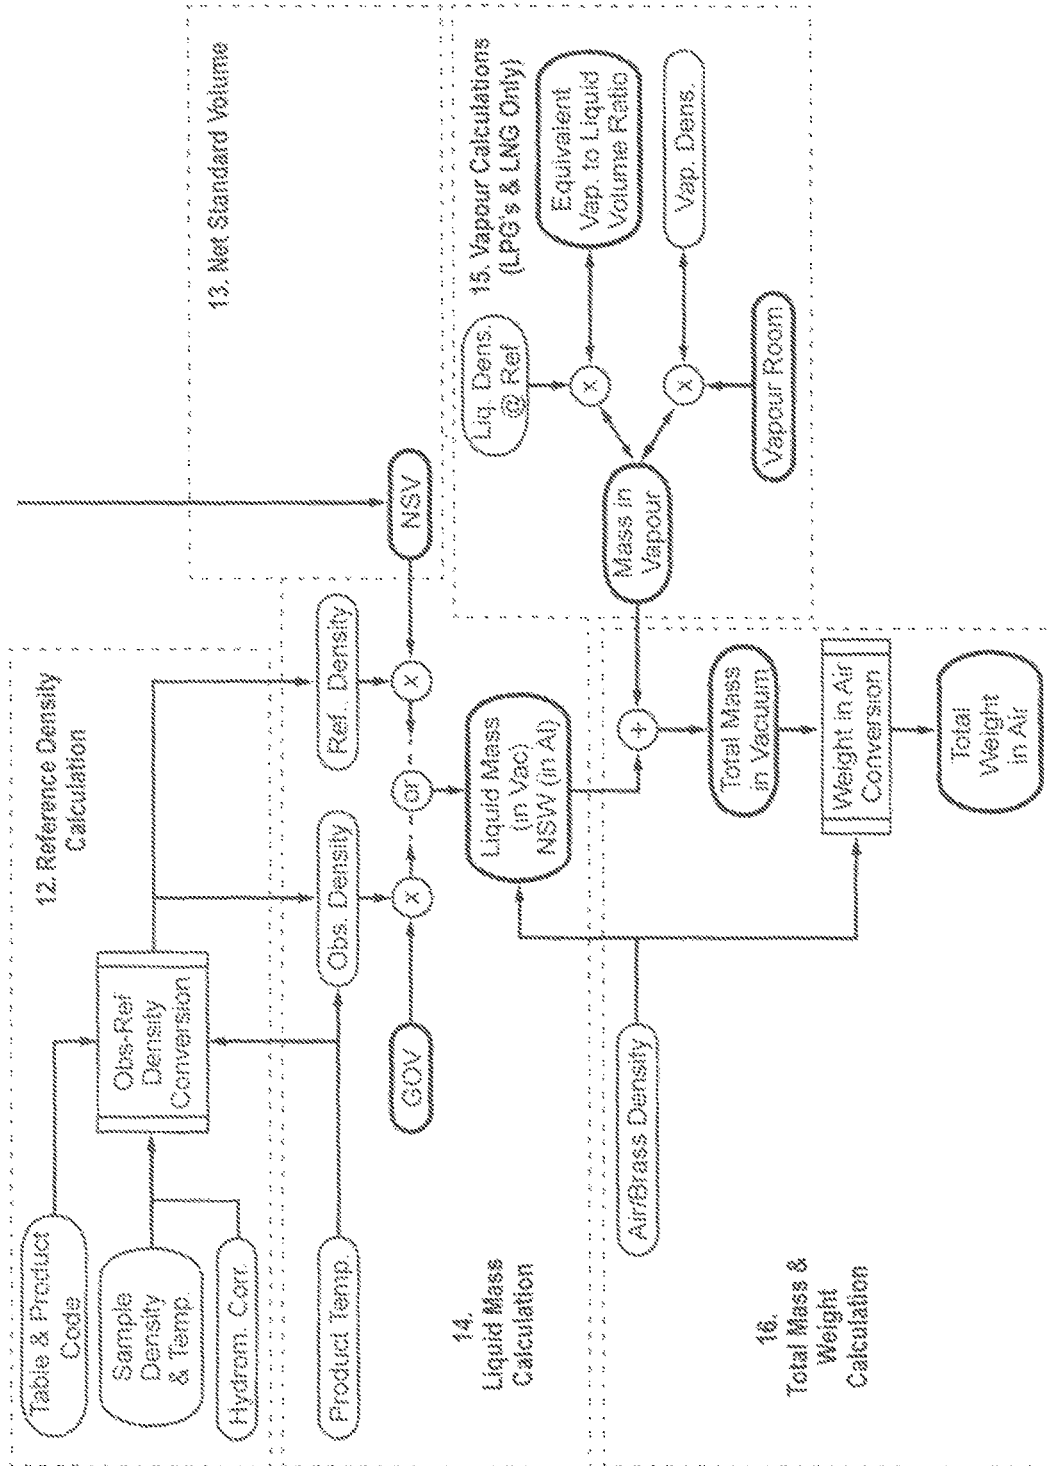 12. Reference Density
Calculation
Table & Product
Code
Sample
Density
& Temp.
Hydrom. Corr.
Obs-Ref
Density
Conversion
13. Net Standard Volume
NSV
Product Temp.
Obs. Density
Ref. Density
GOV
x
or
x
14.
Liquid Mass
Calculation
Liquid Mass
(in Vac)
NSW (in AI)
15. Vapour Calculations
(LPG's & LNG Only)
Liq. Dens.
@ Ref
Equivalent
Vap. to Liquid
Volume Ratio
x
Vap. Dens.
x
Mass in
Vapour
Vapour Room
16.
Total Mass &
Weight
Calculation
Air/Brass Density
+
Total Mass
in Vacuum
Weight in Air
Conversion
Total
Weight
in Air